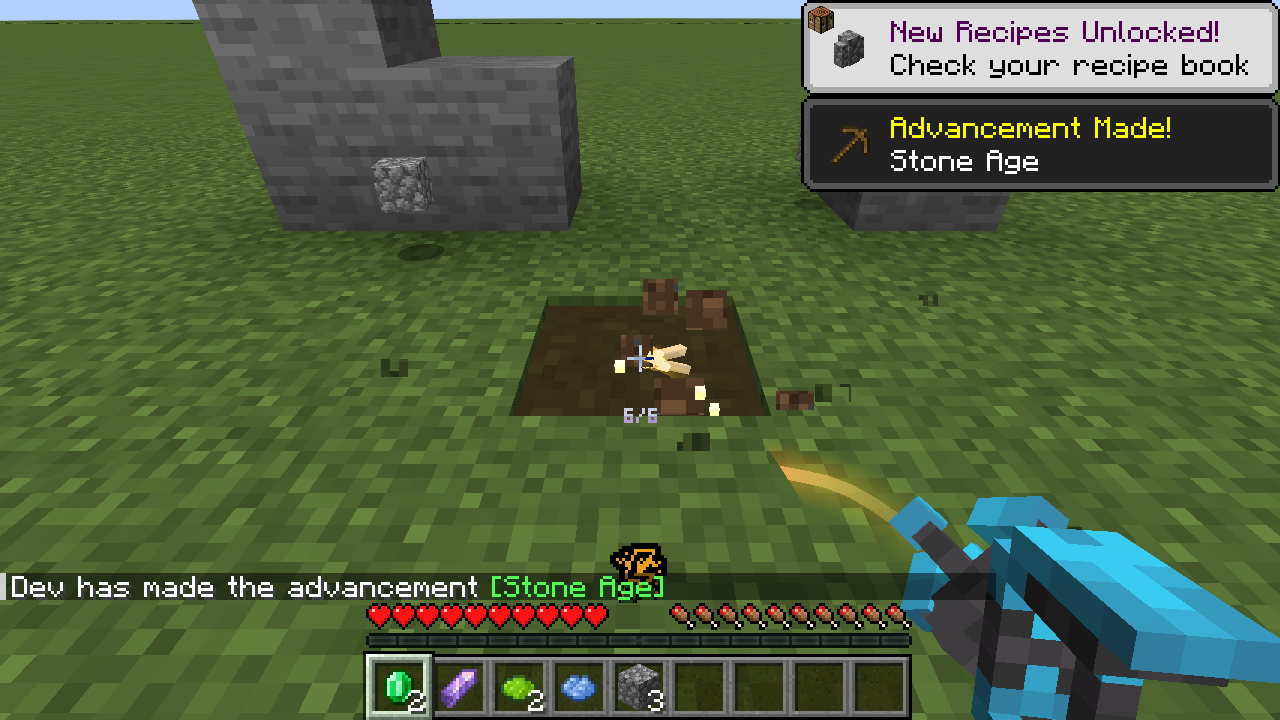 New Recipes Unlocked!
Check your recipe book
Advancement Made!
Stone Age
6/6
Dev has made the advancement [Stone Age]
2
2
3